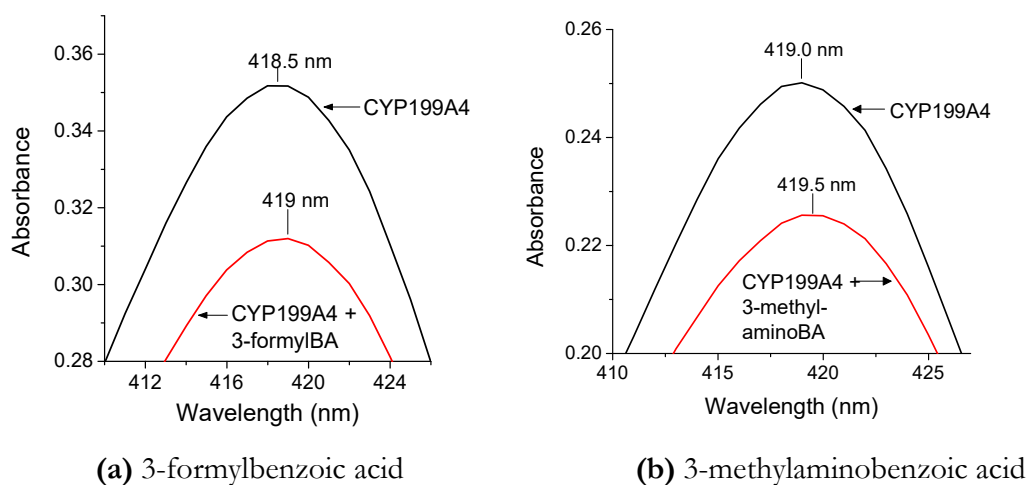 0.36
0.34
0.32
0.30
0.28
412 416 420 424
Absorbance
Wavelength (nm)
418.5 nm
CYP199A4
419 nm
CYP199A4 +
3-formylBA
(a) 3-formylbenzoic acid
0.26
0.24
0.22
0.20
410 415 420 425
Absorbance
Wavelength (nm)
419.0 nm
CYP199A4
419.5 nm
CYP199A4 +
3-methyl-
aminoBA
(b) 3-methylaminobenzoic acid